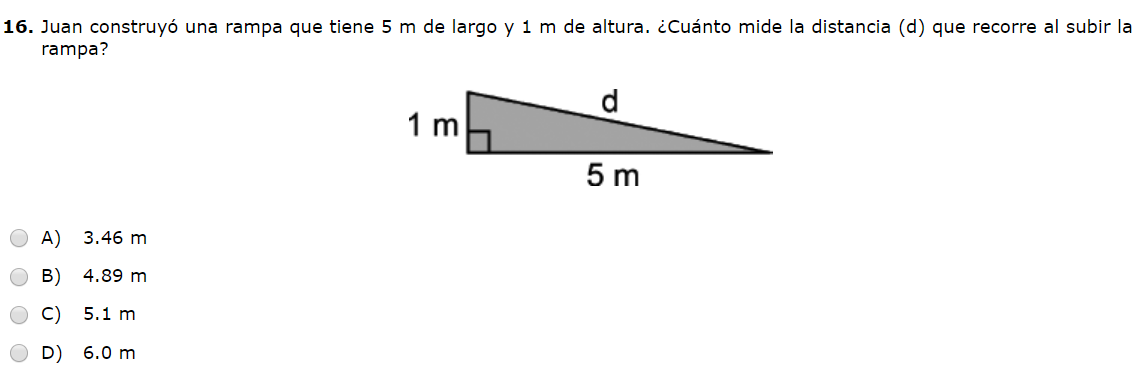 16. Juan construyó una rampa que tiene 5 m de largo y 1 m de altura. ¿Cuánto mide la distancia (d) que recorre al subir la
rampa?
d
1 m
5 m
A) 3.46 m
B) 4.89 m
C) 5.1 m
D) 6.0 m